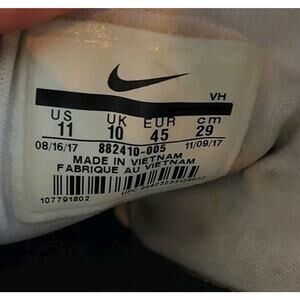 VH
US UK EUR cm
11 10 45 29
08/16/17 882410-005 11/09/17
MADE IN VIETNAM
FABRIQUE AU VIETNAM
107791802
UPC